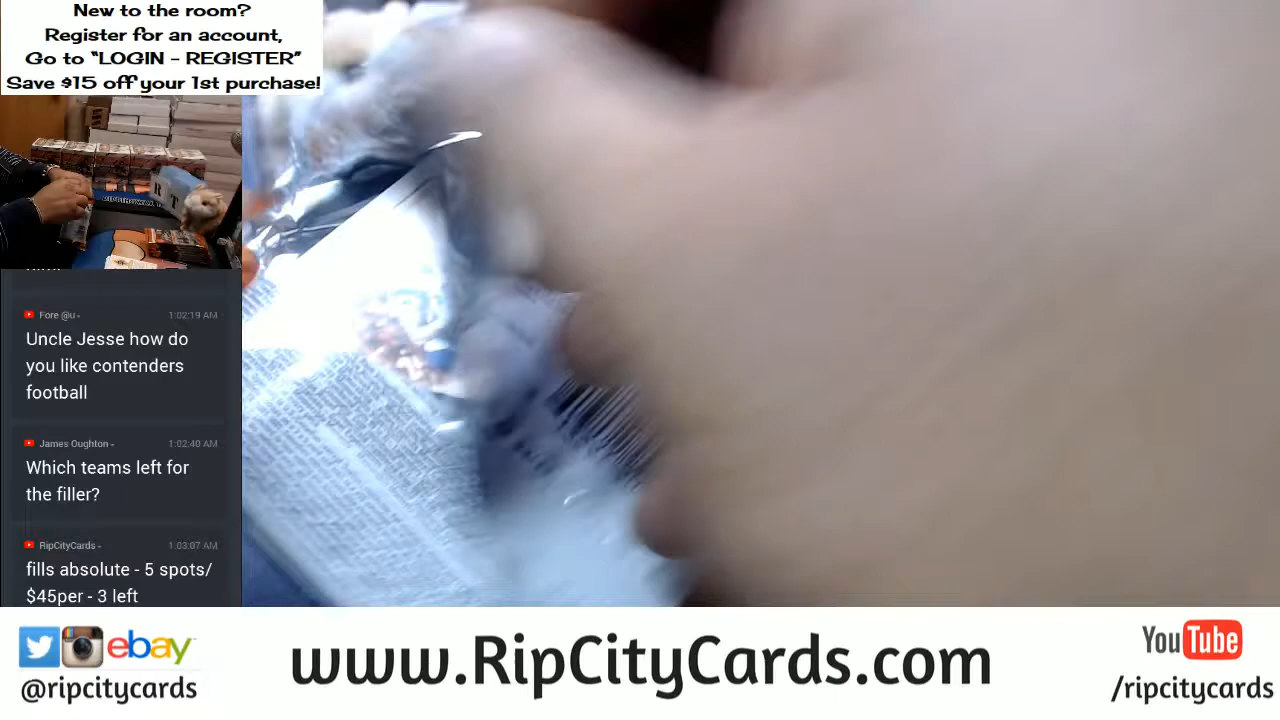 New to the room?
Register for an account,
Go to "LOGIN - REGISTER"
Save $15 off your 1st purchase!
R T
Fore @u - 1:02:19 AM
Uncle Jesse how do
you like contenders
football
James Oughton - 1:02:40 AM
Which teams left for
the filler?
RipCityCards - 1:03:07 AM
fills absolute - 5 spots/
$45per - 3 left
ebay
@ripcitycards
www.RipCityCards.com
YouTube
/ripcitycards